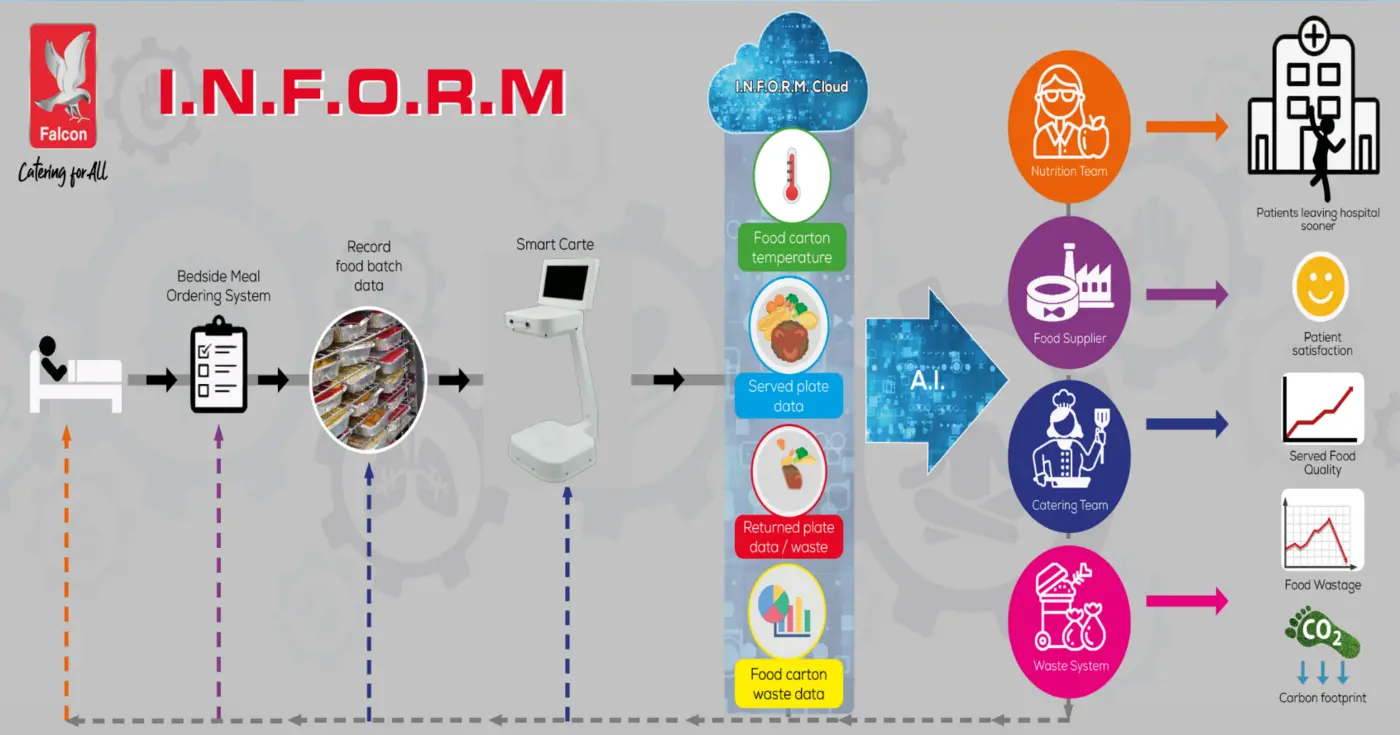 Falcon
Catering for All
I.N.F.O.R.M
Bedside Meal
Ordering System
Record
food batch
data
Smart Carte
I.N.F.O.R.M. Cloud
Food carton
temperature
Served plate
data
Returned plate
data / waste
Food carton
waste data
A.I.
Nutrition Team
Food Supplier
Catering Team
Waste System
Patients leaving hospital
sooner
Patient
satisfaction
Served Food
Quality
Food Wastage
CO2
Carbon footprint